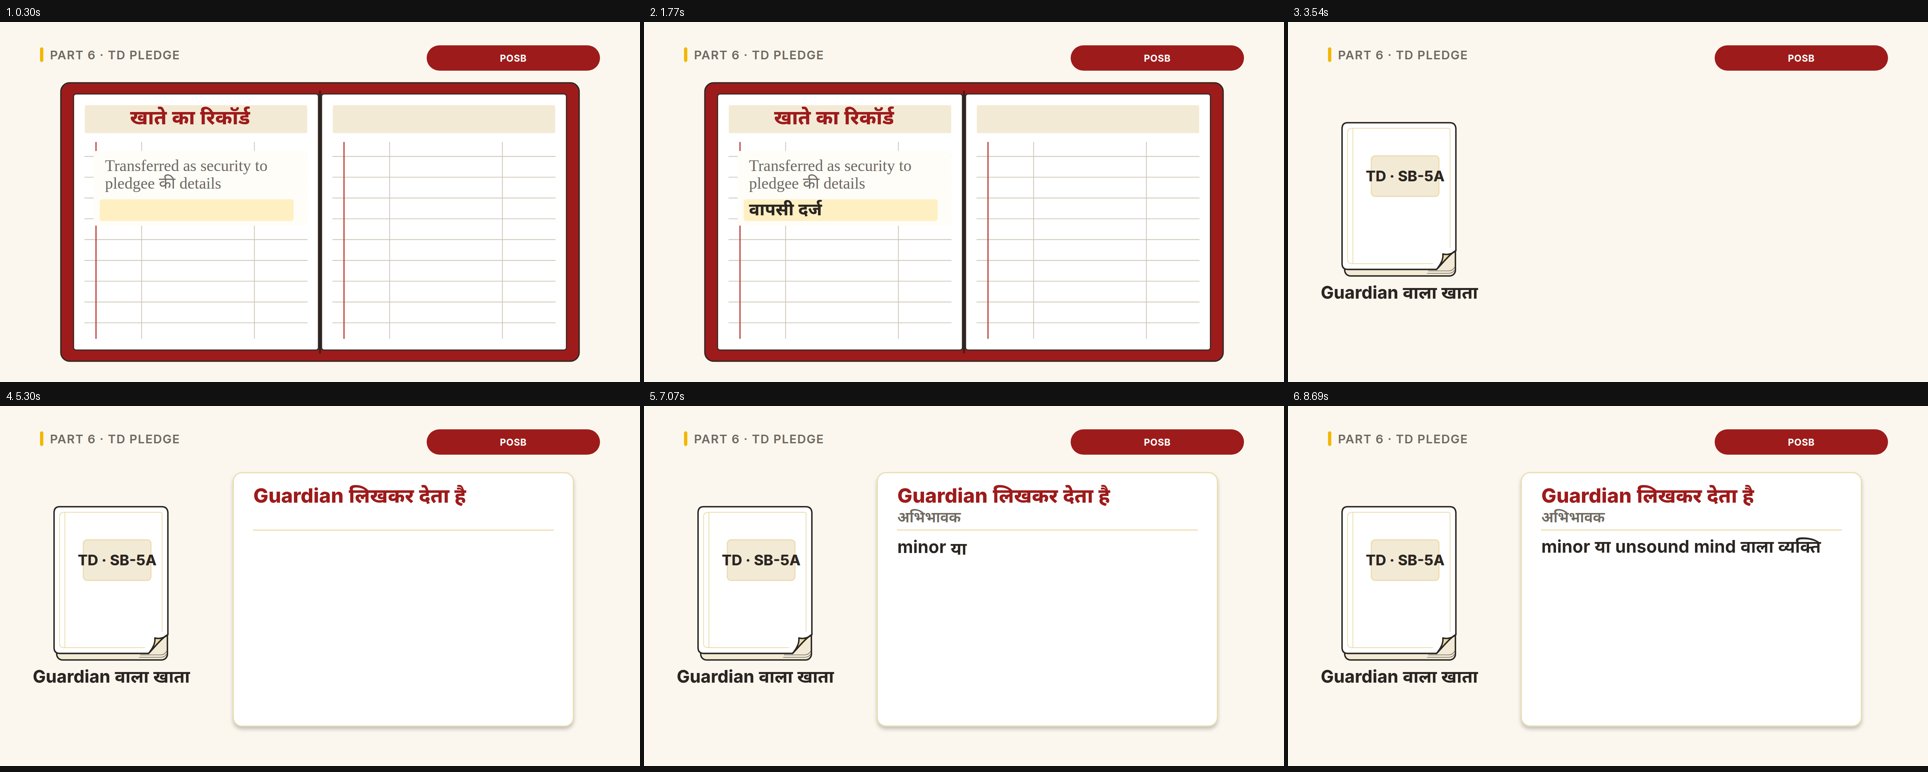 1. 0.30s
PART 6 · TD PLEDGE
POSB
खाते का रिकॉर्ड
Transferred as security to
pledgee की details
2. 1.77s
PART 6 · TD PLEDGE
POSB
खाते का रिकॉर्ड
Transferred as security to
pledgee की details
वापसी दर्ज
3. 3.54s
PART 6 · TD PLEDGE
POSB
TD · SB-5A
Guardian वाला खाता
4. 5.30s
PART 6 · TD PLEDGE
POSB
TD · SB-5A
Guardian वाला खाता
Guardian लिखकर देता है
5. 7.07s
PART 6 · TD PLEDGE
POSB
TD · SB-5A
Guardian वाला खाता
Guardian लिखकर देता है
अभिभावक
minor या
6. 8.69s
PART 6 · TD PLEDGE
POSB
TD · SB-5A
Guardian वाला खाता
Guardian लिखकर देता है
अभिभावक
minor या unsound mind वाला व्यक्ति